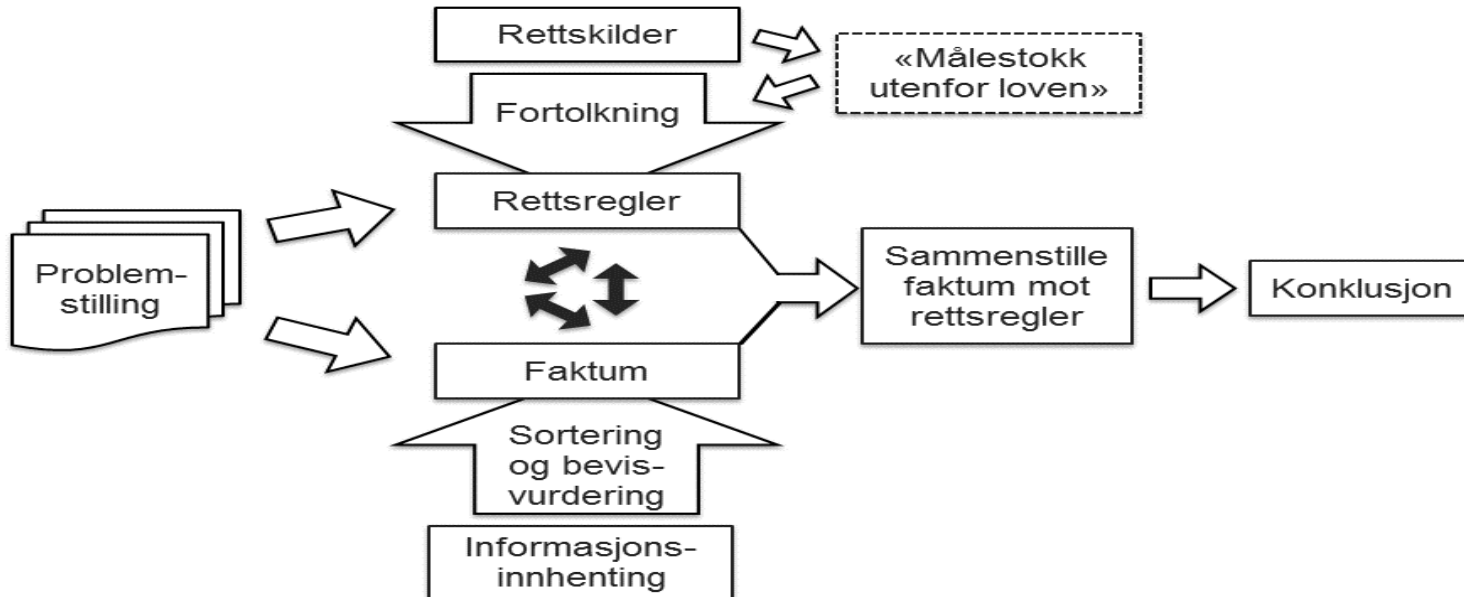 Rettskilder
«Målestokk
utenfor loven»
Fortolkning
Rettsregler
Problem-
stilling
Sammenstille
faktum mot
rettsregler
Konklusjon
Faktum
Sortering
og bevis-
vurdering
Informasjons-
innhenting